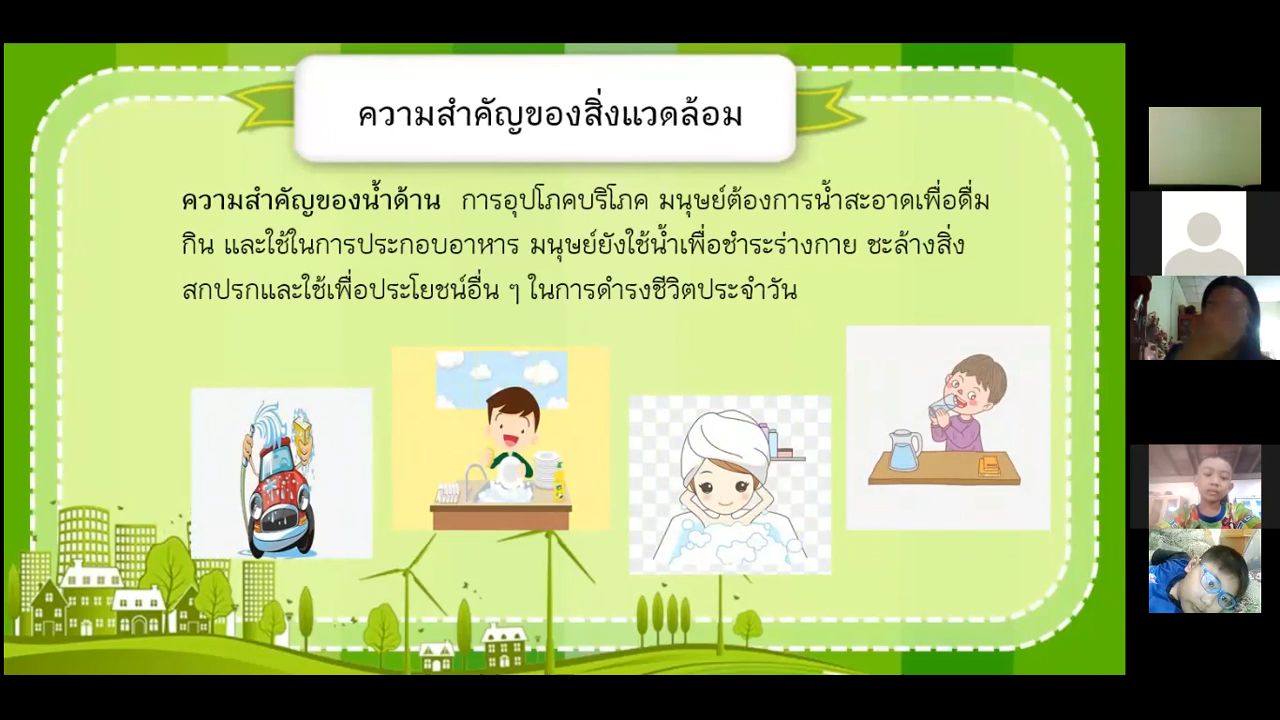 ความสำคัญของสิ่งแวดล้อม
ความสำคัญของน้ำด้าน การอุปโภคบริโภค มนุษย์ต้องการน้ำสะอาดเพื่อดื่ม
กิน และใช้ในการประกอบอาหาร มนุษย์ยังใช้น้ำเพื่อชำระร่างกาย ชะล้างสิ่ง
สกปรกและใช้เพื่อประโยชน์อื่น ๆ ในการดำรงชีวิตประจำวัน